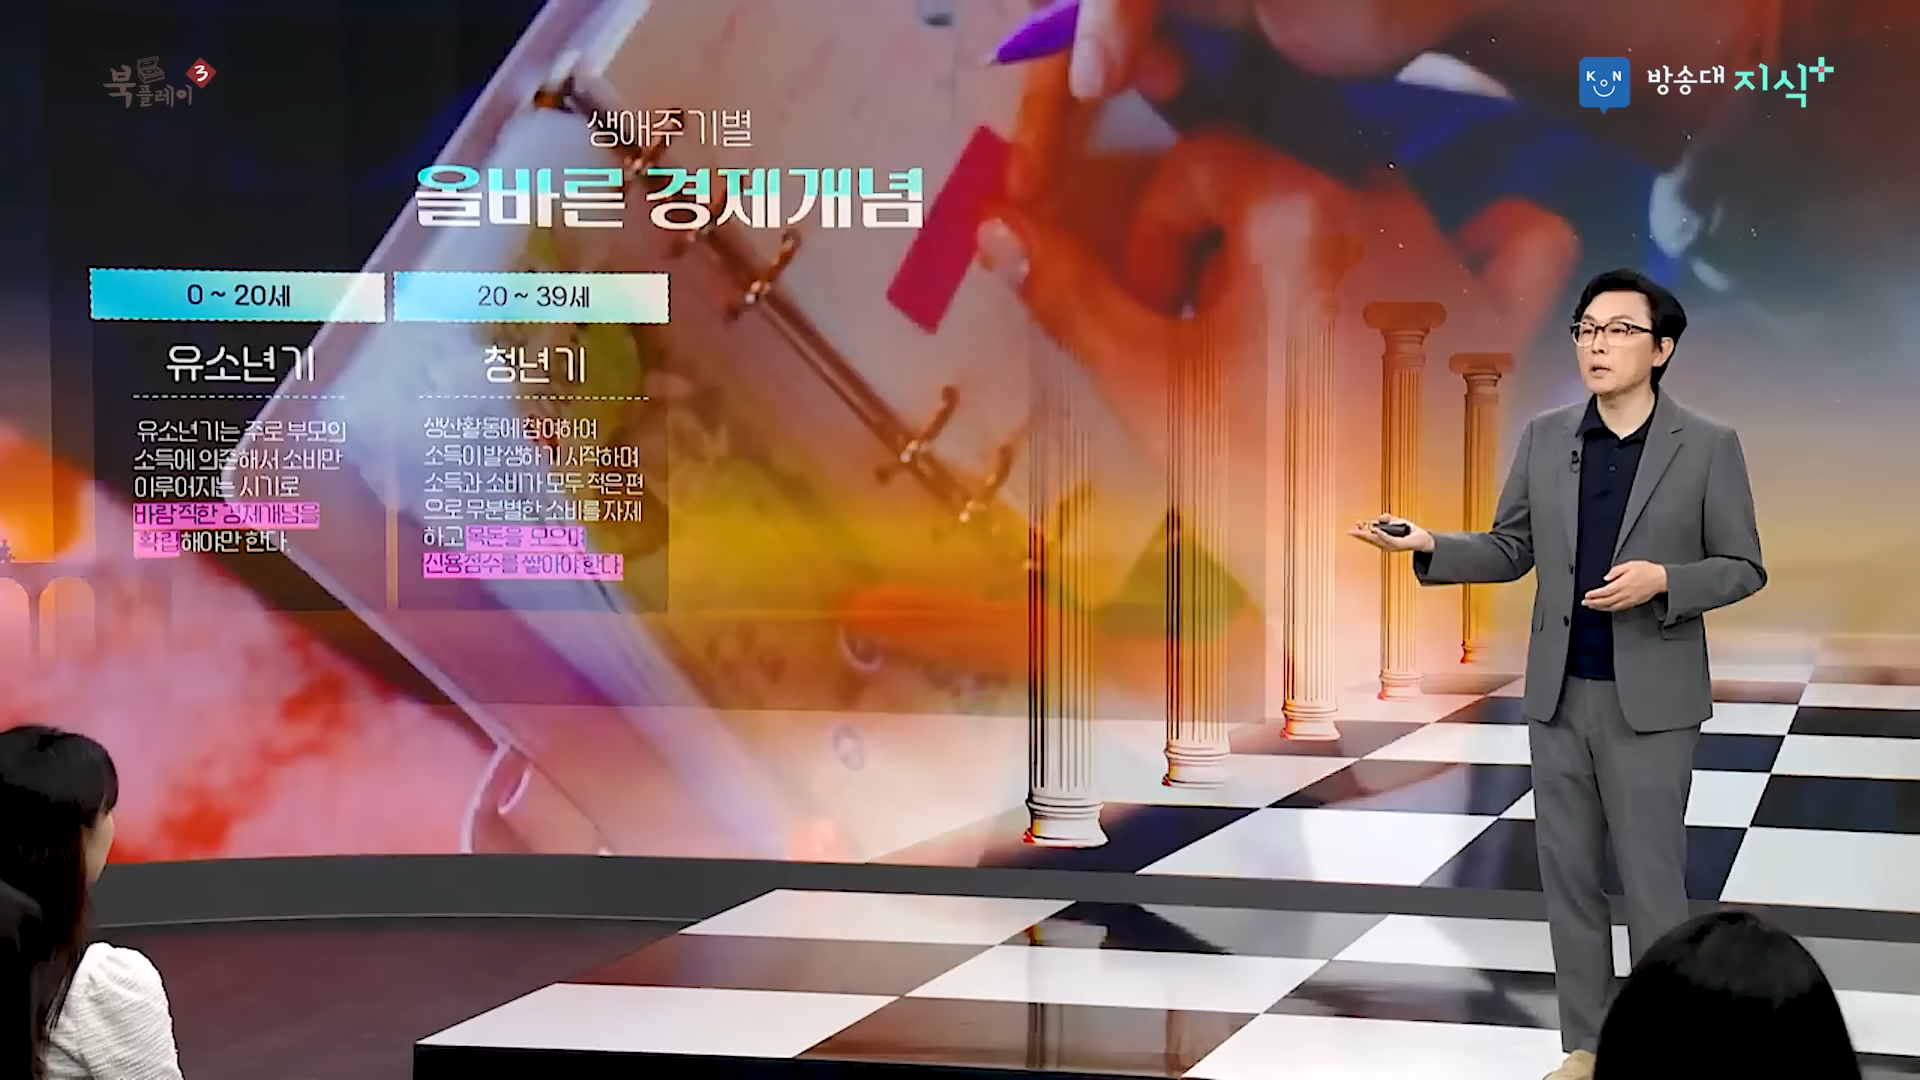 북플레이 3
KON 방송대 지식+
생애주기별
올바른 경제개념
0 ~ 20세
유소년기
유소년기는 주로 부모의
소득에 의존해서 소비만
이루어지는 시기로
바람직한 경제개념을
확립해야만 한다.
20 ~ 39세
청년기
생산활동에 참여하여
소득이 발생하기 시작하며
소득과 소비가 모두 적은 편
으로 무분별한 소비를 자제
하고 목돈을 모으며
신용점수를 쌓아야 한다.